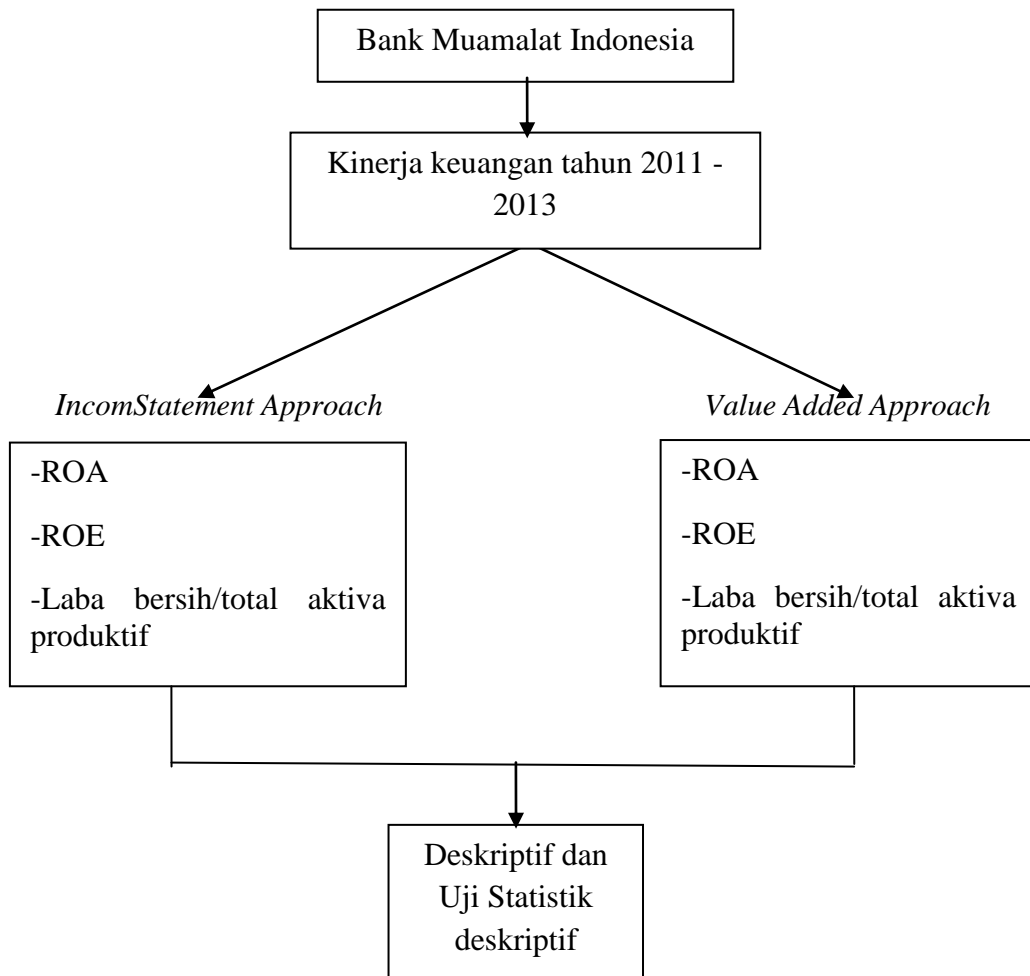 Bank Muamalat Indonesia
Kinerja keuangan tahun 2011 -
2013
IncomStatement Approach
-ROA
-ROE
-Laba bersih/total aktiva
produktif
Value Added Approach
-ROA
-ROE
-Laba bersih/total aktiva
produktif
Deskriptif dan
Uji Statistik
deskriptif